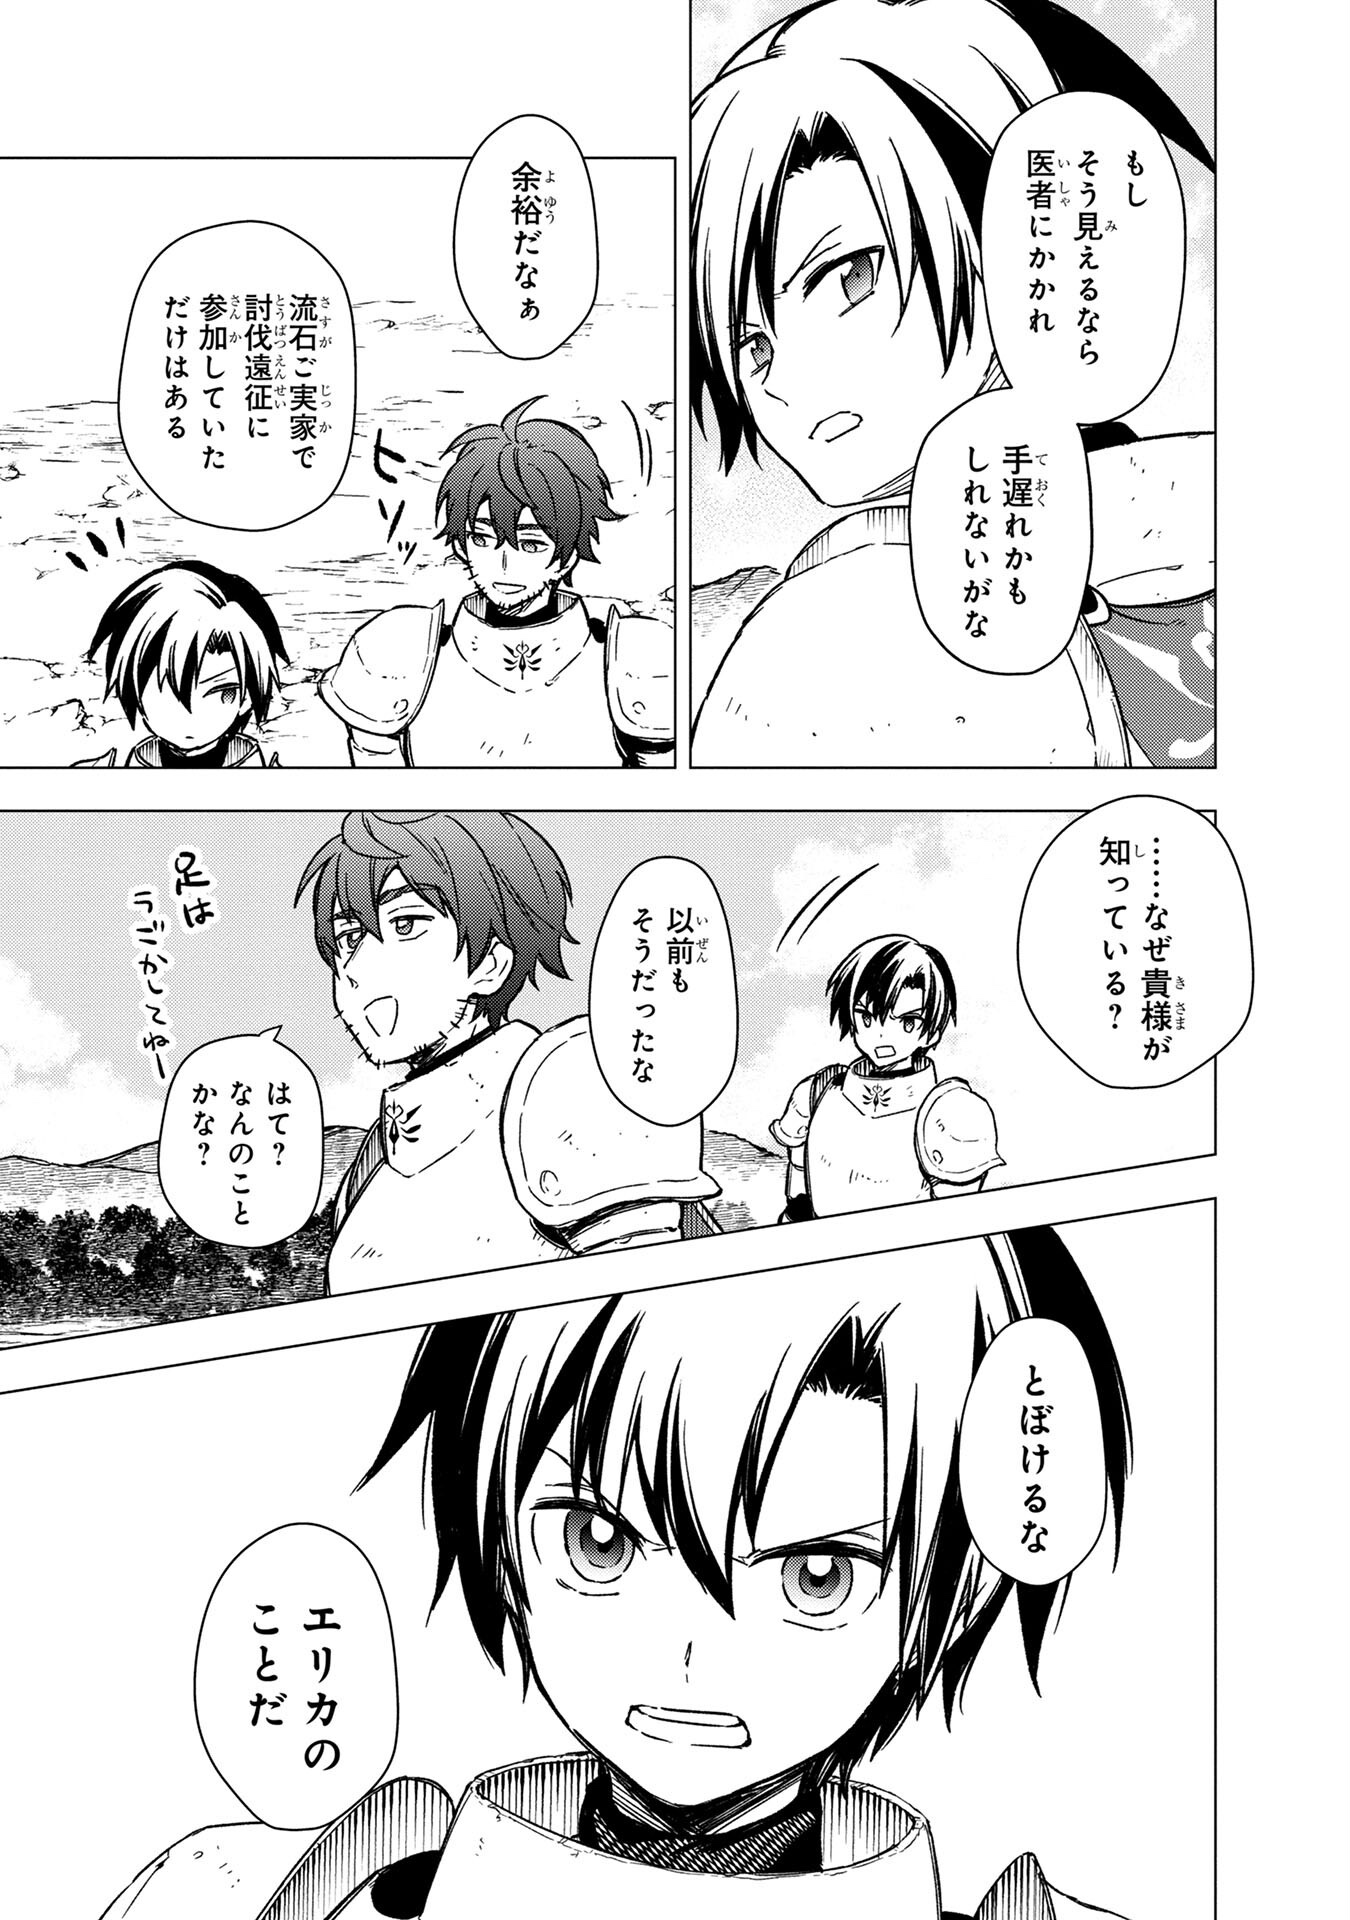 もし
そう見えるなら
医者にかかれ
手遅れかも
しれないがな
余裕だなぁ
流石ご実家で
討伐遠征に
参加していた
だけはある
ヒソッ
……なぜ貴様が
知っている?
以前も
そうだったな
はて?
なんのこと
かな?
足は
うごかしてねー
とぼけるな
エリカの
ことだ